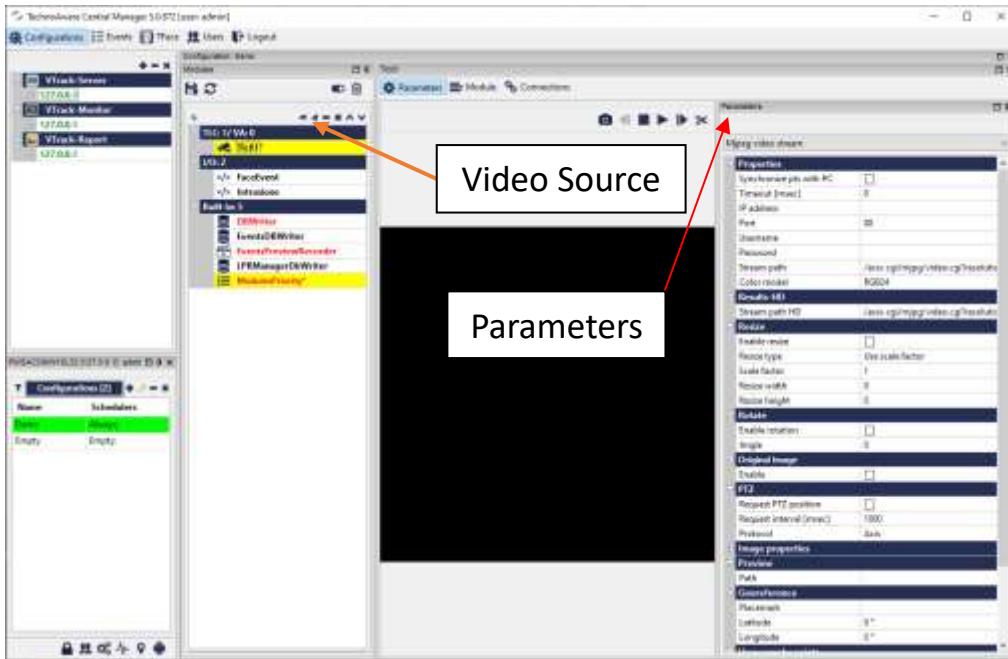 TechnoAware Central Manager 5.0.972 [user: admin]
Configurations Events Users Logout
VTrack-Server
127.0.0.1
VTrack-Monitor
127.0.0.1
VTrack-Report
127.0.0.1
Configurations [2]
Name Schedulers
Demo Always
Empty Empty
Modules
I/O: 2
FaceEvent
Intrusione
Built-in: 5
DBWriter
EventsDBWriter
EventsPreviewRecorder
LPRManagerDbWriter
ModulesPriority*
Parameters Module Connections
Video Source
Parameters
Parameters
Mjpeg video stream
Properties
Synchronize pts with PC
Timeout [msec] 0
IP address
Port 80
Username
Password
Stream path
Color model RGB24
Results HD
Stream path HD
Resize
Enable resize
Resize type Use scale factor
Scale factor 1
Resize width 0
Resize height 0
Rotate
Enable rotation
Angle 0
Original Image
Enable
PTZ
Request PTZ position
Request interval [msec] 1000
Protocol Axis
Image properties
Preview
Path
Georeference
Placemark
Latitude 0 °
Longitude 0 °